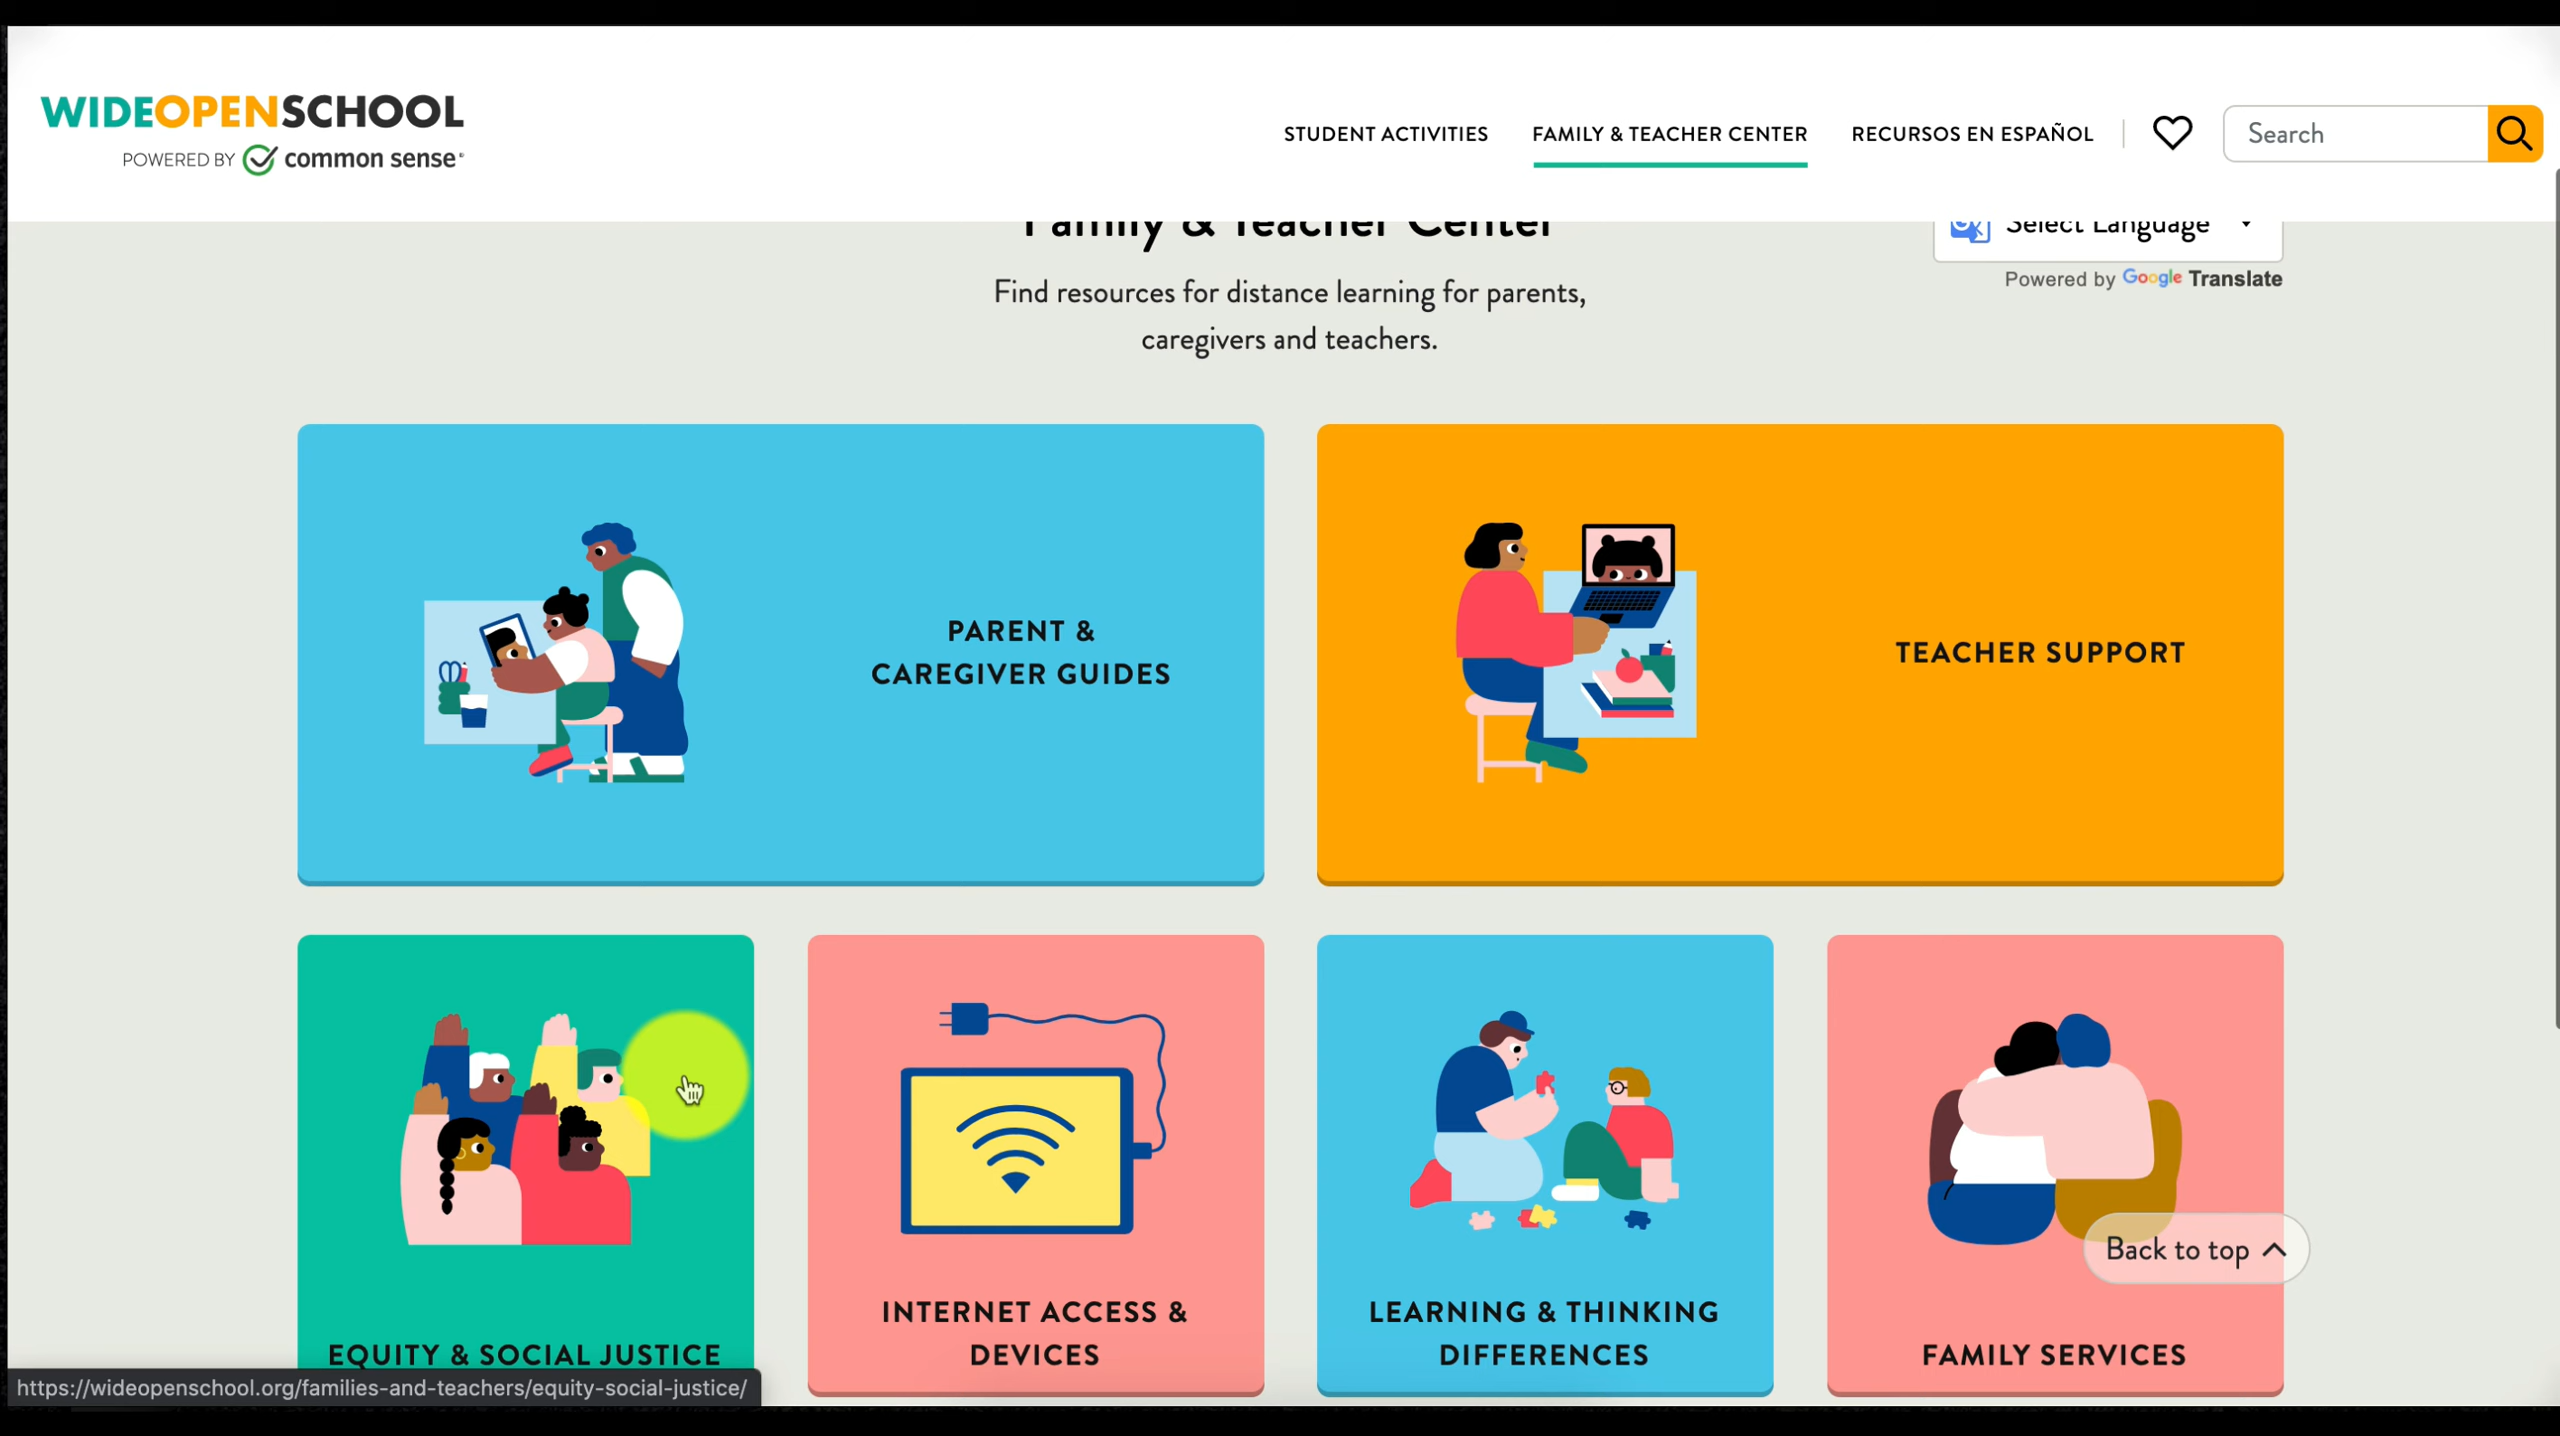 WIDEOPENSCHOOL
POWERED BY common sense
STUDENT ACTIVITIES
FAMILY & TEACHER CENTER
RECURSOS EN ESPAÑOL
Search
Family & Teacher Center
Select Language
Powered by Google Translate
Find resources for distance learning for parents,
caregivers and teachers.
PARENT &
CAREGIVER GUIDES
TEACHER SUPPORT
EQUITY & SOCIAL JUSTICE
INTERNET ACCESS &
DEVICES
LEARNING & THINKING
DIFFERENCES
FAMILY SERVICES
Back to top
https://wideopenschool.org/families-and-teachers/equity-social-justice/